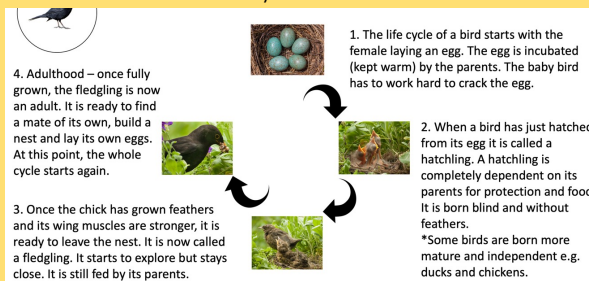 1. The life cycle of a bird starts with the
female laying an egg. The egg is incubated
(kept warm) by the parents. The baby bird
has to work hard to crack the egg.
2. When a bird has just hatched
from its egg it is called a
hatchling. A hatchling is
completely dependent on its
parents for protection and food
It is born blind and without
feathers.
*Some birds are born more
mature and independent e.g.
ducks and chickens.
3. Once the chick has grown feathers
and its wing muscles are stronger, it is
ready to leave the nest. It is now called
a fledgling. It starts to explore but stays
close. It is still fed by its parents.
4. Adulthood – once fully
grown, the fledgling is now
an adult. It is ready to find
a mate of its own, build a
nest and lay its own eggs.
At this point, the whole
cycle starts again.